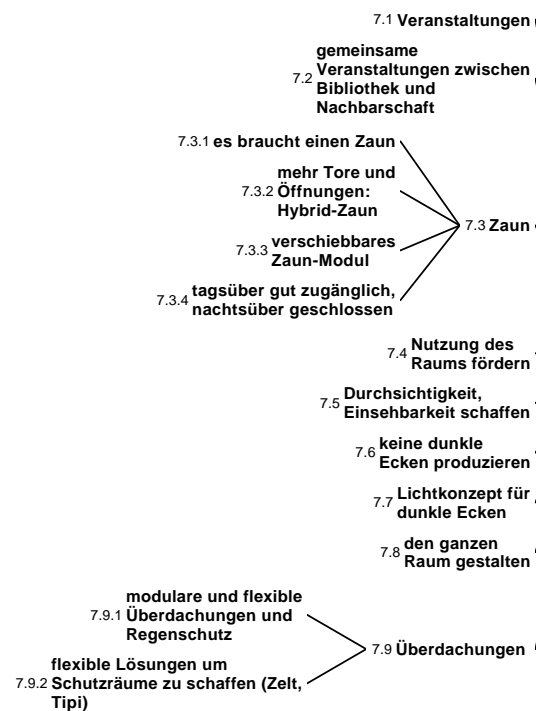 7.1 Veranstaltungen
gemeinsame
7.2 Veranstaltungen zwischen
Bibliothek und
Nachbarschaft
7.3.1 es braucht einen Zaun
mehr Tore und
7.3.2 Öffnungen:
Hybrid-Zaun
7.3 Zaun
7.3.3 verschiebbares
Zaun-Modul
7.3.4 tagsüber gut zugänglich,
nachtsüber geschlossen
7.4 Nutzung des
Raums fördern
7.5 Durchsichtigkeit,
Einsehbarkeit schaffen
7.6 keine dunkle
Ecken produzieren
7.7 Lichtkonzept für
dunkle Ecken
7.8 den ganzen
Raum gestalten
modulare und flexible
7.9.1 Überdachungen und
Regenschutz
7.9 Überdachungen
flexible Lösungen um
7.9.2 Schutzräume zu schaffen (Zelt,
Tipi)